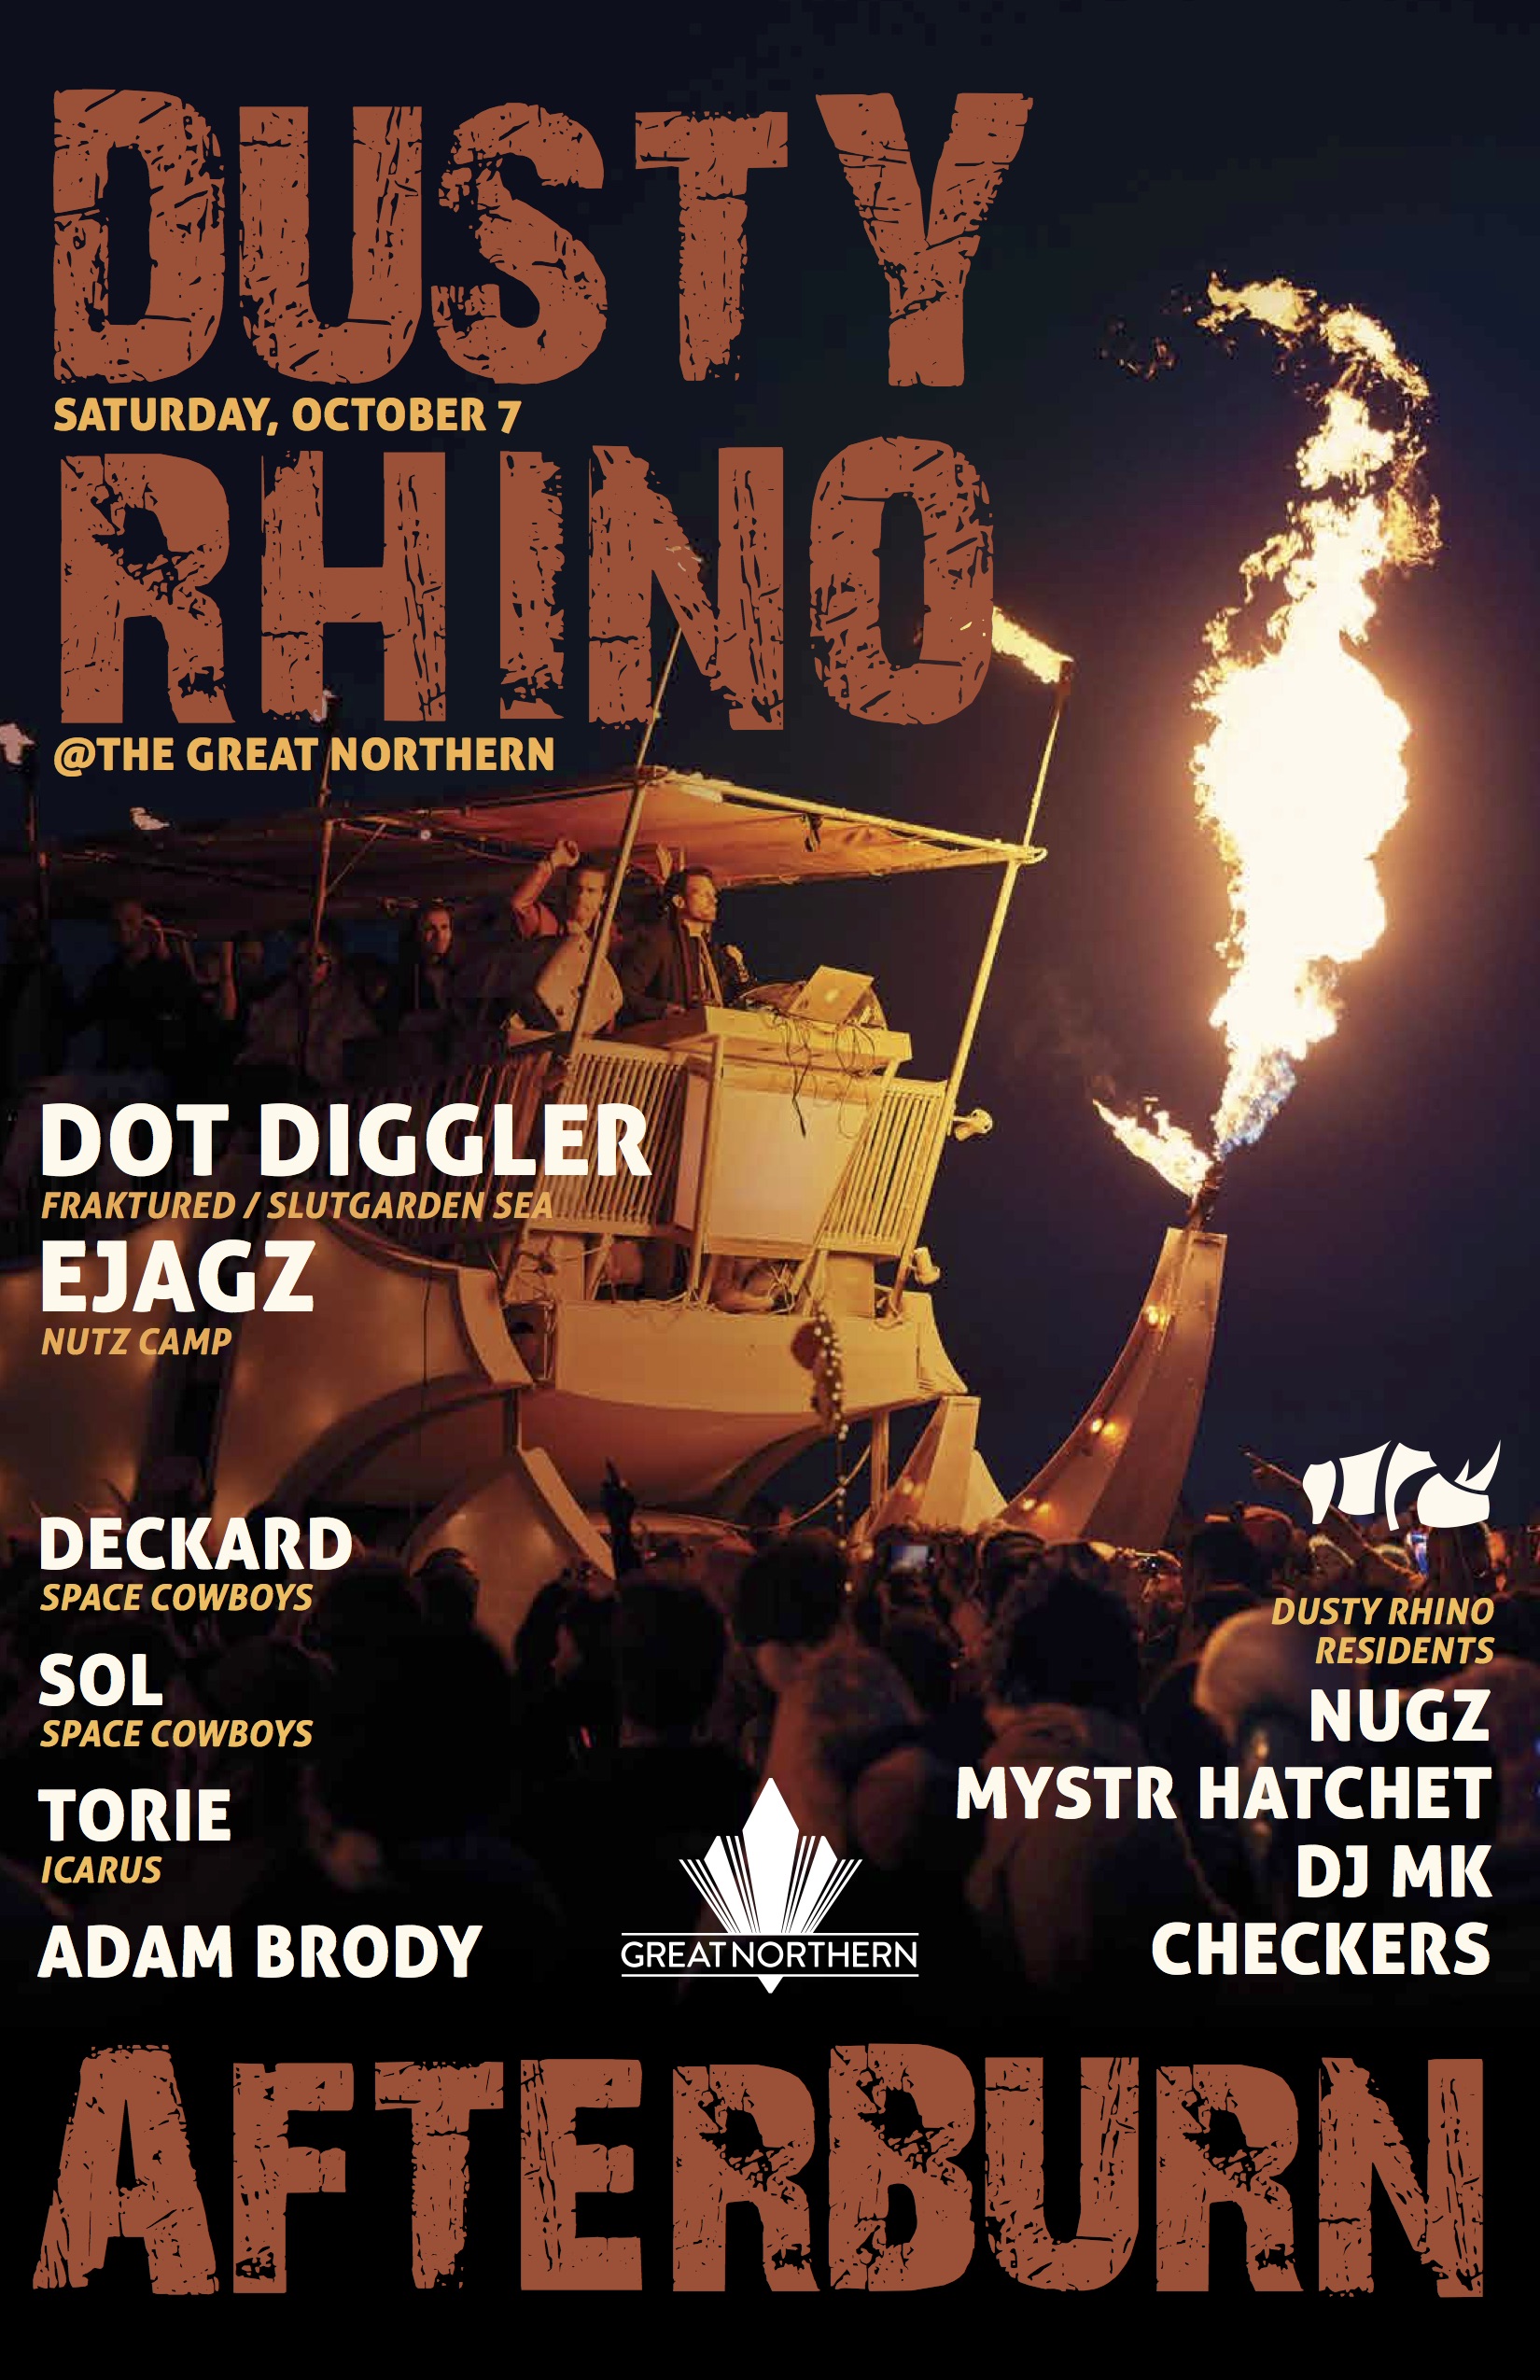 DUSTY
SATURDAY, OCTOBER 7
RHINO
@THE GREAT NORTHERN
DOT DIGGLER
FRAKTURED / SLUTGARDEN SEA
EJAGZ
NUTZ CAMP
DECKARD
SPACE COWBOYS
SOL
SPACE COWBOYS
TORIE
ICARUS
ADAM BRODY
GREAT NORTHERN
DUSTY RHINO
RESIDENTS
NUGZ
MYSTR HATCHET
DJ MK
CHECKERS
AFTERBURN